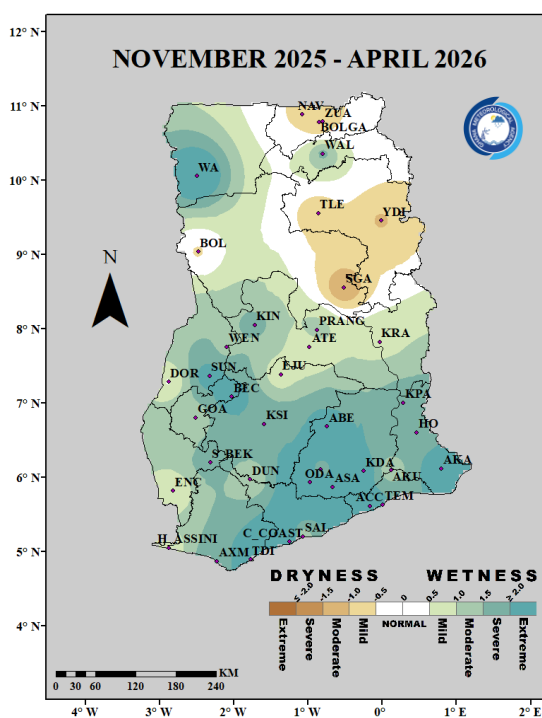 12° N
NOVEMBER 2025 - APRIL 2026
11° N
NAV
ZUA
BOLGA
WAL
10° N
WA
TLE
YDI
9° N
BOL
N
SGA
8° N
KIN
PRANG
KRA
WEN
ATE
EJU
DOR
SUN
BEC
7° N
KPA
GOA
KSI
ABE
HO
S_BEK
6° N
DUN
ODA
KDA
AKU
AKA
ENC
ASA
ACC
TEM
SAL
C_COAST
H_ASSINI
5° N
AXM
TDI
DRYNESS WETNESS
≤ -2.0 -1.5 -1.0 -0.5 0.5 1.0 1.5 ≥ 2.0
Extreme Severe Moderate Mild NORMAL Mild Moderate Severe Extreme
4° N
KM
0 15 30 60 120 180 240
4° W 3° W 2° W 1° W 0° 1° E 2° E